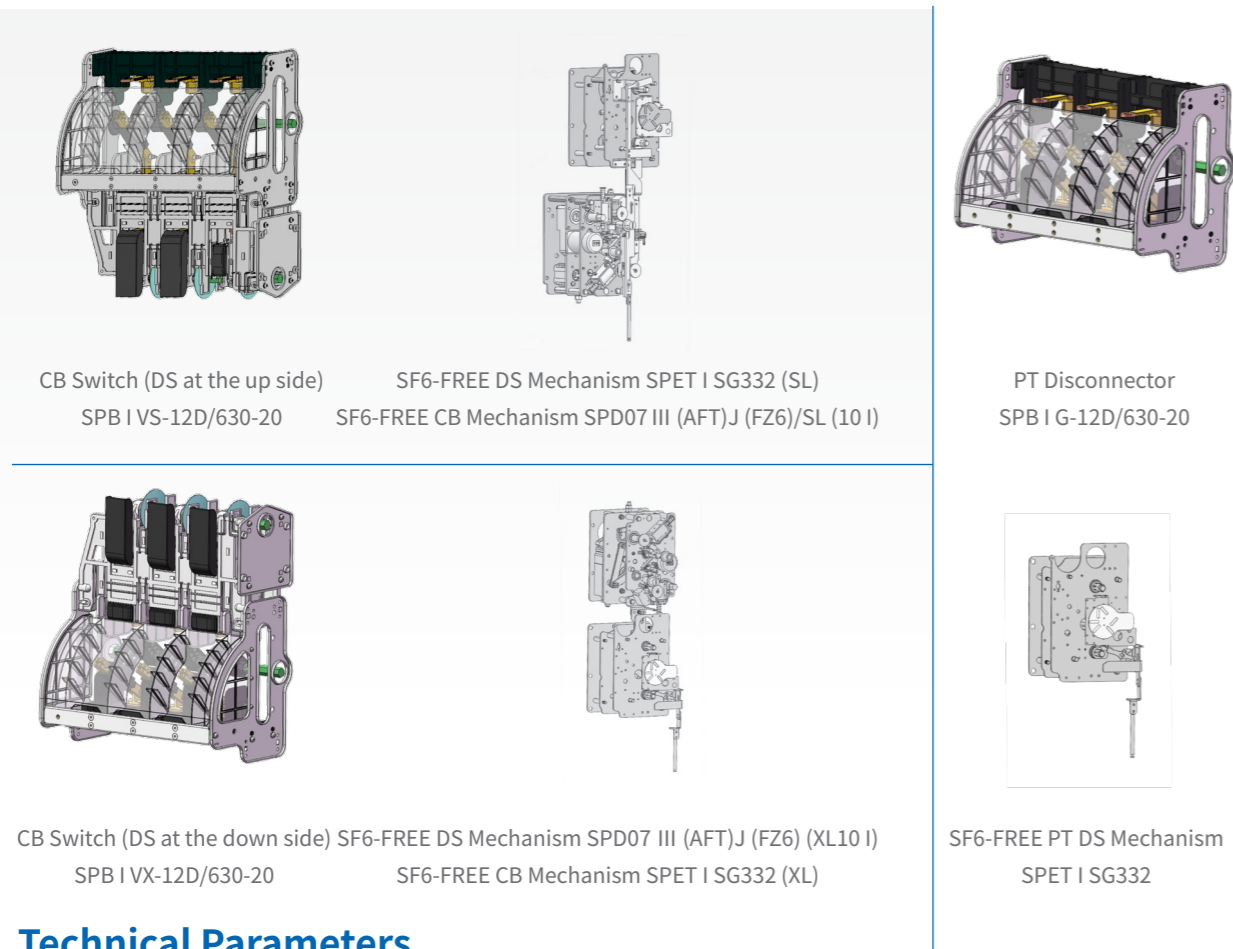 CB Switch (DS at the up side)
SPB I VS-12D/630-20
SF6-FREE DS Mechanism SPET I SG332 (SL)
SF6-FREE CB Mechanism SPD07 III (AFT)J (FZ6)/SL (10 I)
PT Disconnector
SPB I G-12D/630-20
CB Switch (DS at the down side)
SPB I VX-12D/630-20
SF6-FREE DS Mechanism SPD07 III (AFT)J (FZ6) (XL10 I)
SF6-FREE CB Mechanism SPET I SG332 (XL)
SF6-FREE PT DS Mechanism
SPET I SG332
Technical Parameters